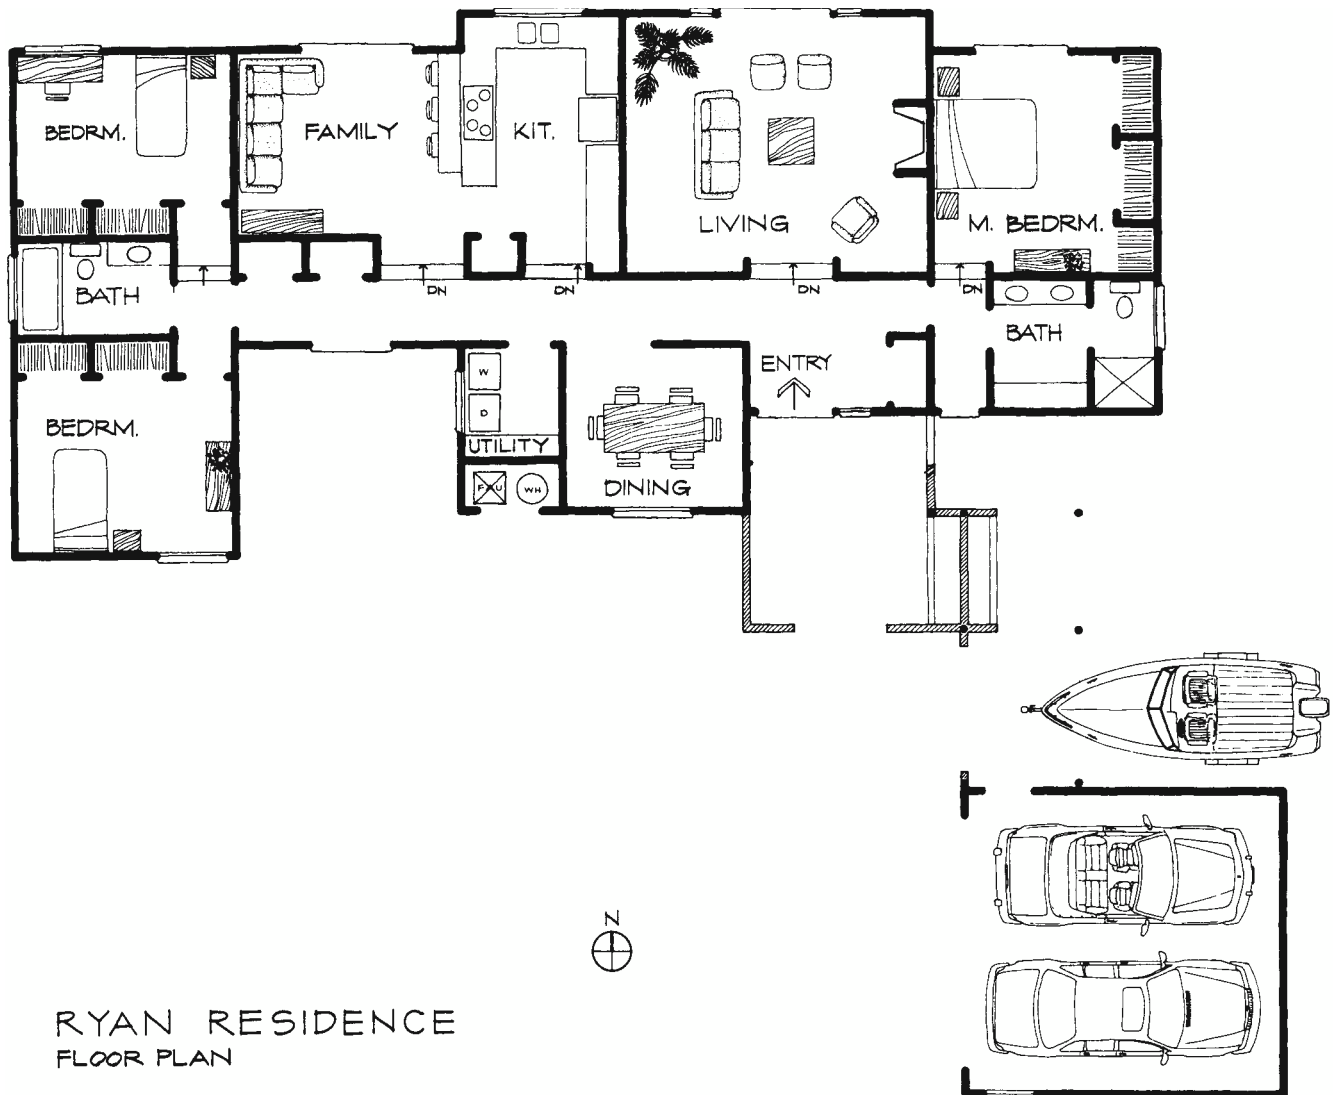 BEDRM.
FAMILY
KIT.
LIVING
M. BEDRM.
BATH
DN
DN
DN
DN
BATH
ENTRY
W
D
UTILITY
BEDRM.
FAU
WH
DINING
N
RYAN RESIDENCE
FLOOR PLAN